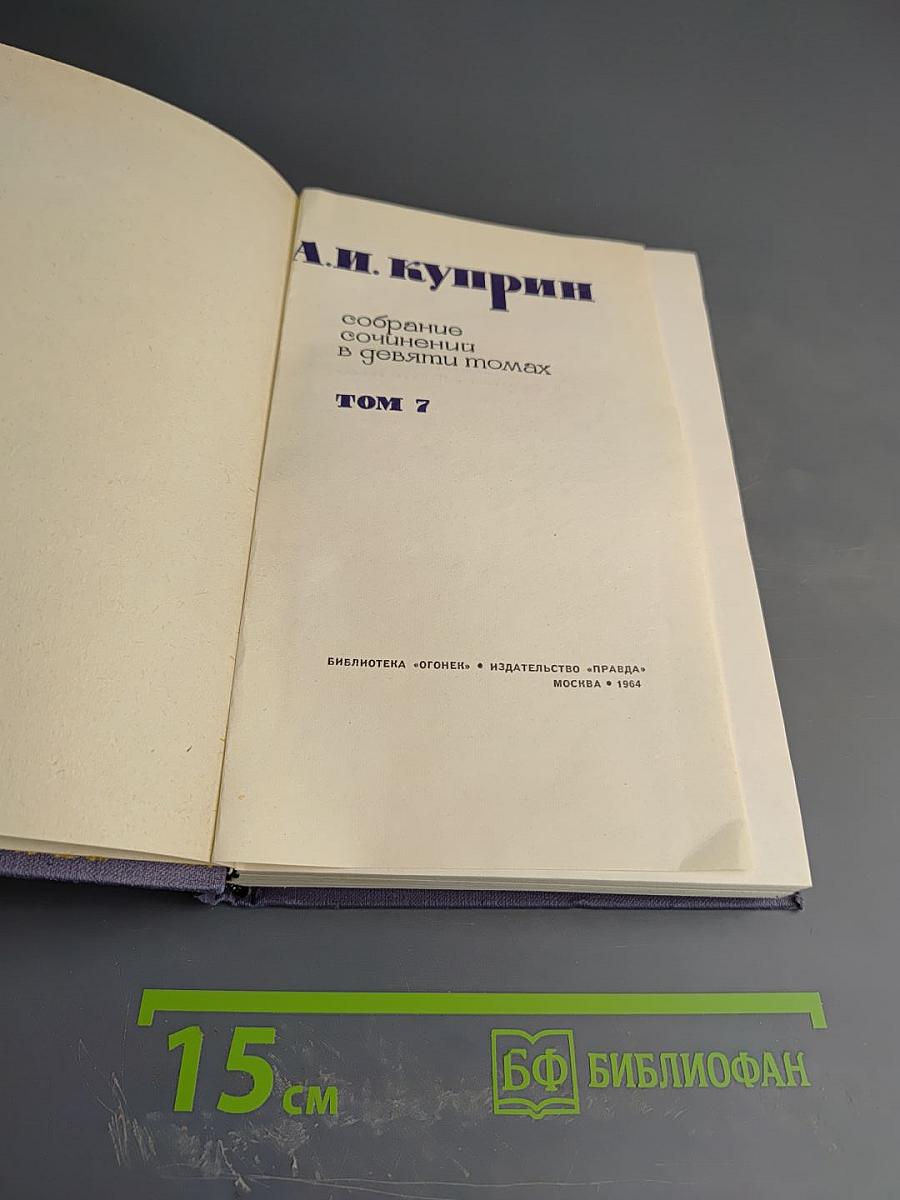 А.И. Куприн
собрание
сочинений
в девяти томах
ТОМ 7
БИБЛИОТЕКА «ОГОНЕК» • ИЗДАТЕЛЬСТВО «ПРАВДА»
МОСКВА • 1964
15 см
БФ БИБЛИОФАН